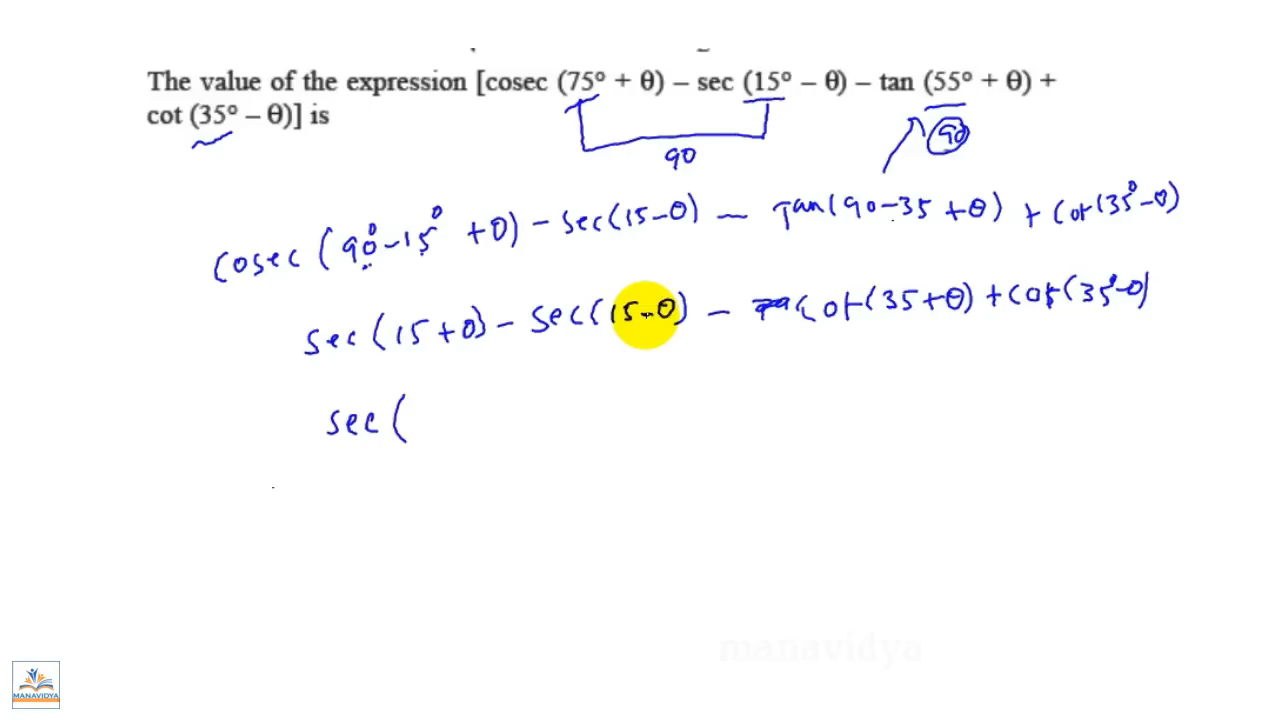 The value of the expression [cosec (75° + θ) – sec (15° – θ) – tan (55° + θ) +
cot (35° – θ)] is
90
90
cosec (90°-15° +θ) - sec(15-θ) - Tan(90-35+θ) + cot(35°-θ)
sec(15+θ) - sec(15-θ) - cot(35+θ) + cot(35°-θ)
sec (
manavidya
MANAVIDYA